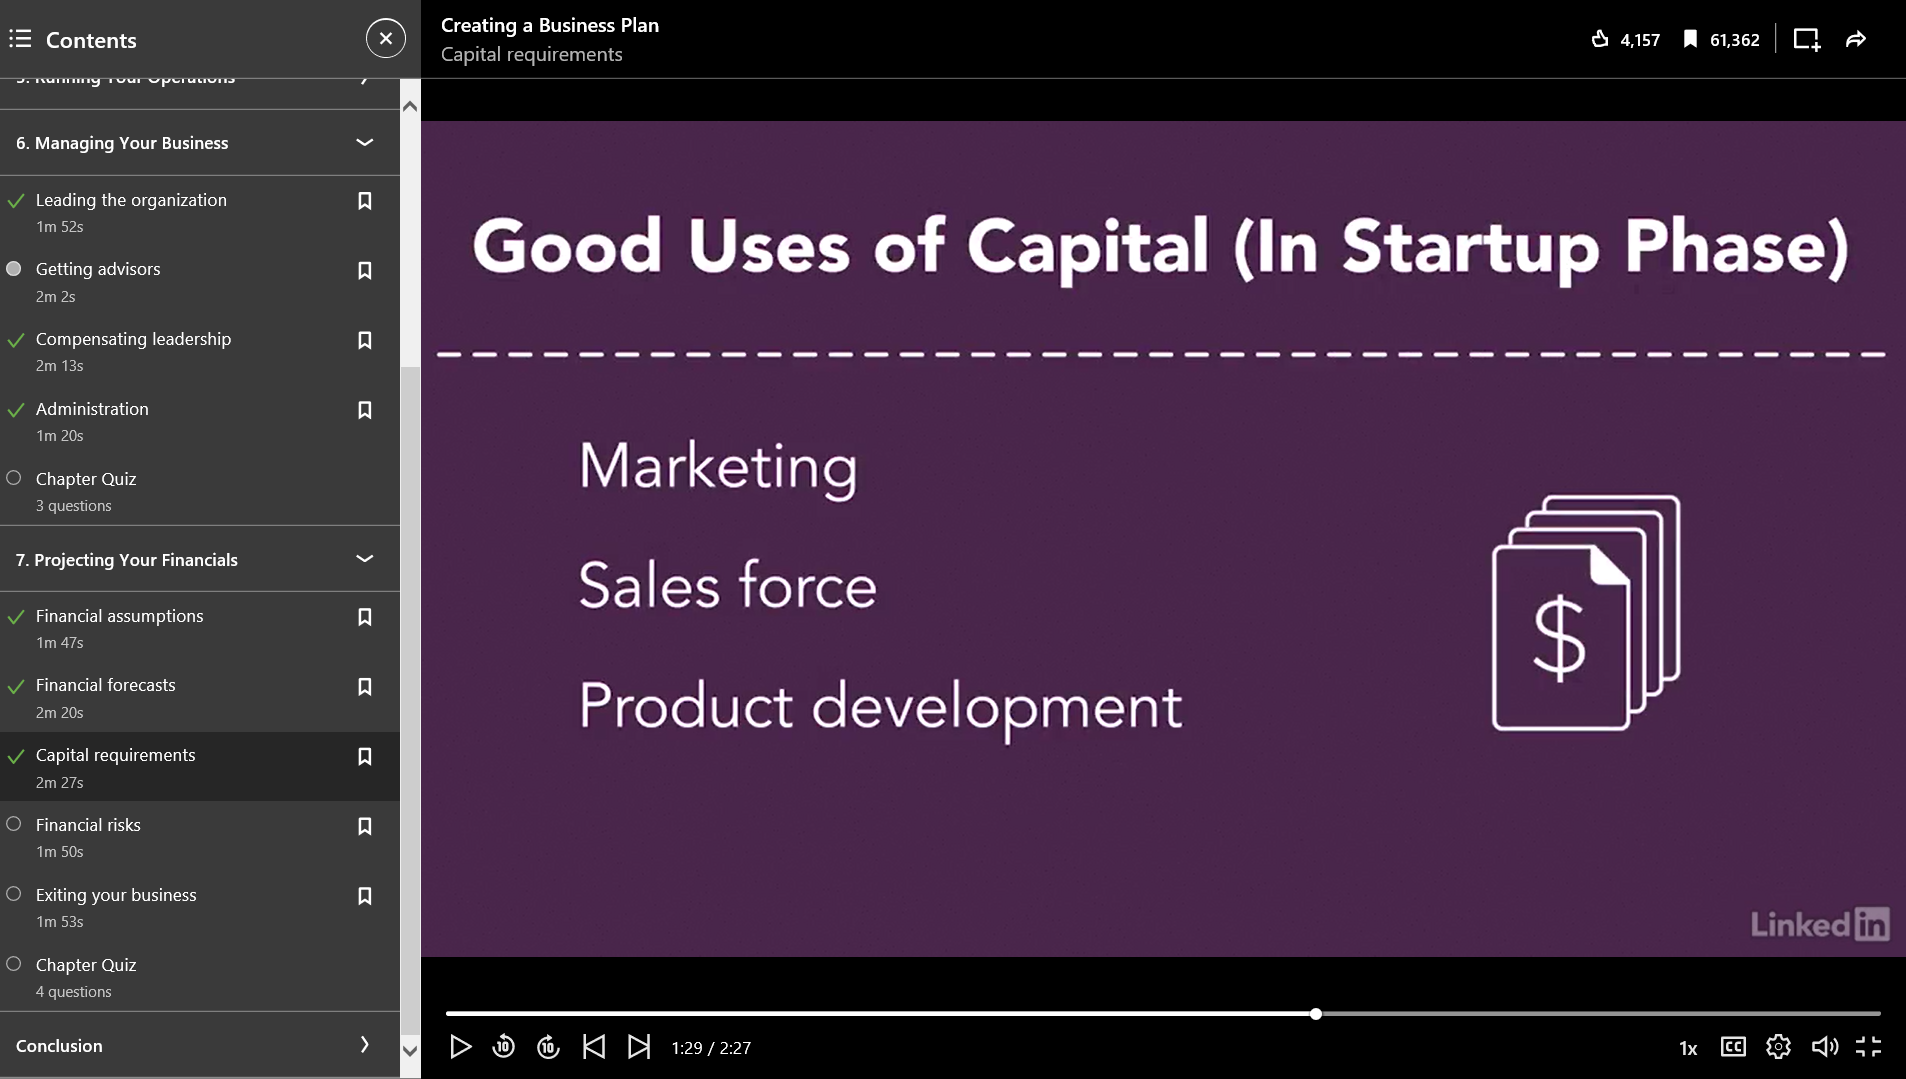 Contents
5. Running Your Operations
6. Managing Your Business
Leading the organization
1m 52s
Getting advisors
2m 2s
Compensating leadership
2m 13s
Administration
1m 20s
Chapter Quiz
3 questions
7. Projecting Your Financials
Financial assumptions
1m 47s
Financial forecasts
2m 20s
Capital requirements
2m 27s
Financial risks
1m 50s
Exiting your business
1m 53s
Chapter Quiz
4 questions
Conclusion
Creating a Business Plan
Capital requirements
4,157
61,362
Good Uses of Capital (In Startup Phase)
Marketing
Sales force
Product development
$
Linked in
10
10
1:29 / 2:27
1x
CC